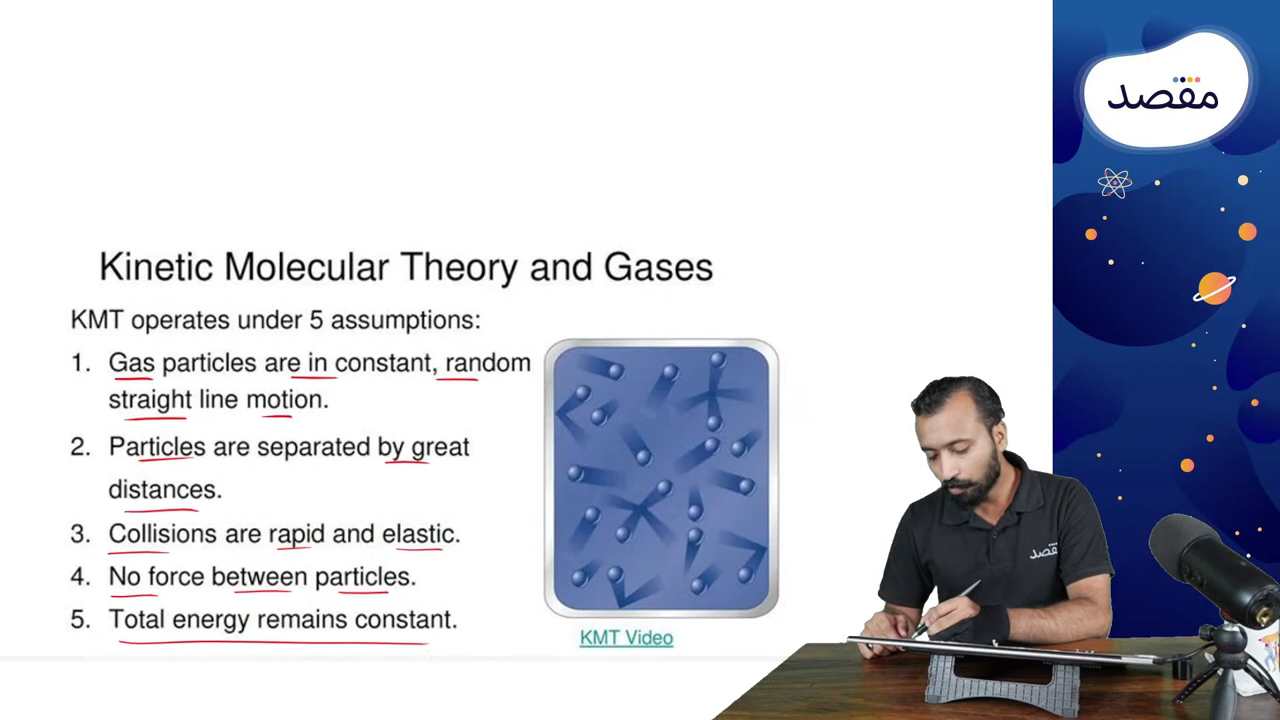 مقصد
Kinetic Molecular Theory and Gases
KMT operates under 5 assumptions:
1. Gas particles are in constant, random
straight line motion.
2. Particles are separated by great
distances.
3. Collisions are rapid and elastic.
4. No force between particles.
5. Total energy remains constant.
KMT Video
مقصد